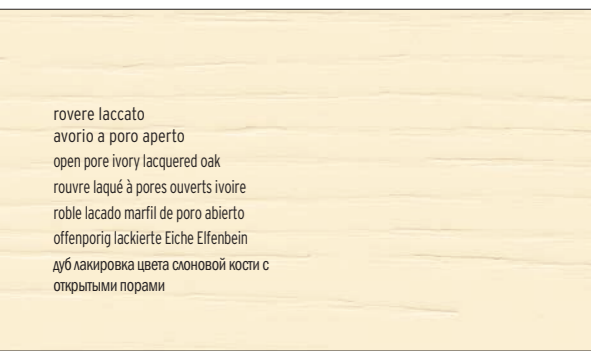 rovere laccato
avorio a poro aperto
open pore ivory lacquered oak
rouvre laqué à pores ouverts ivoire
roble lacado marfil de poro abierto
offenporig lackierte Eiche Elfenbein
дуб лакировка цвета слоновой кости с
открытыми порами